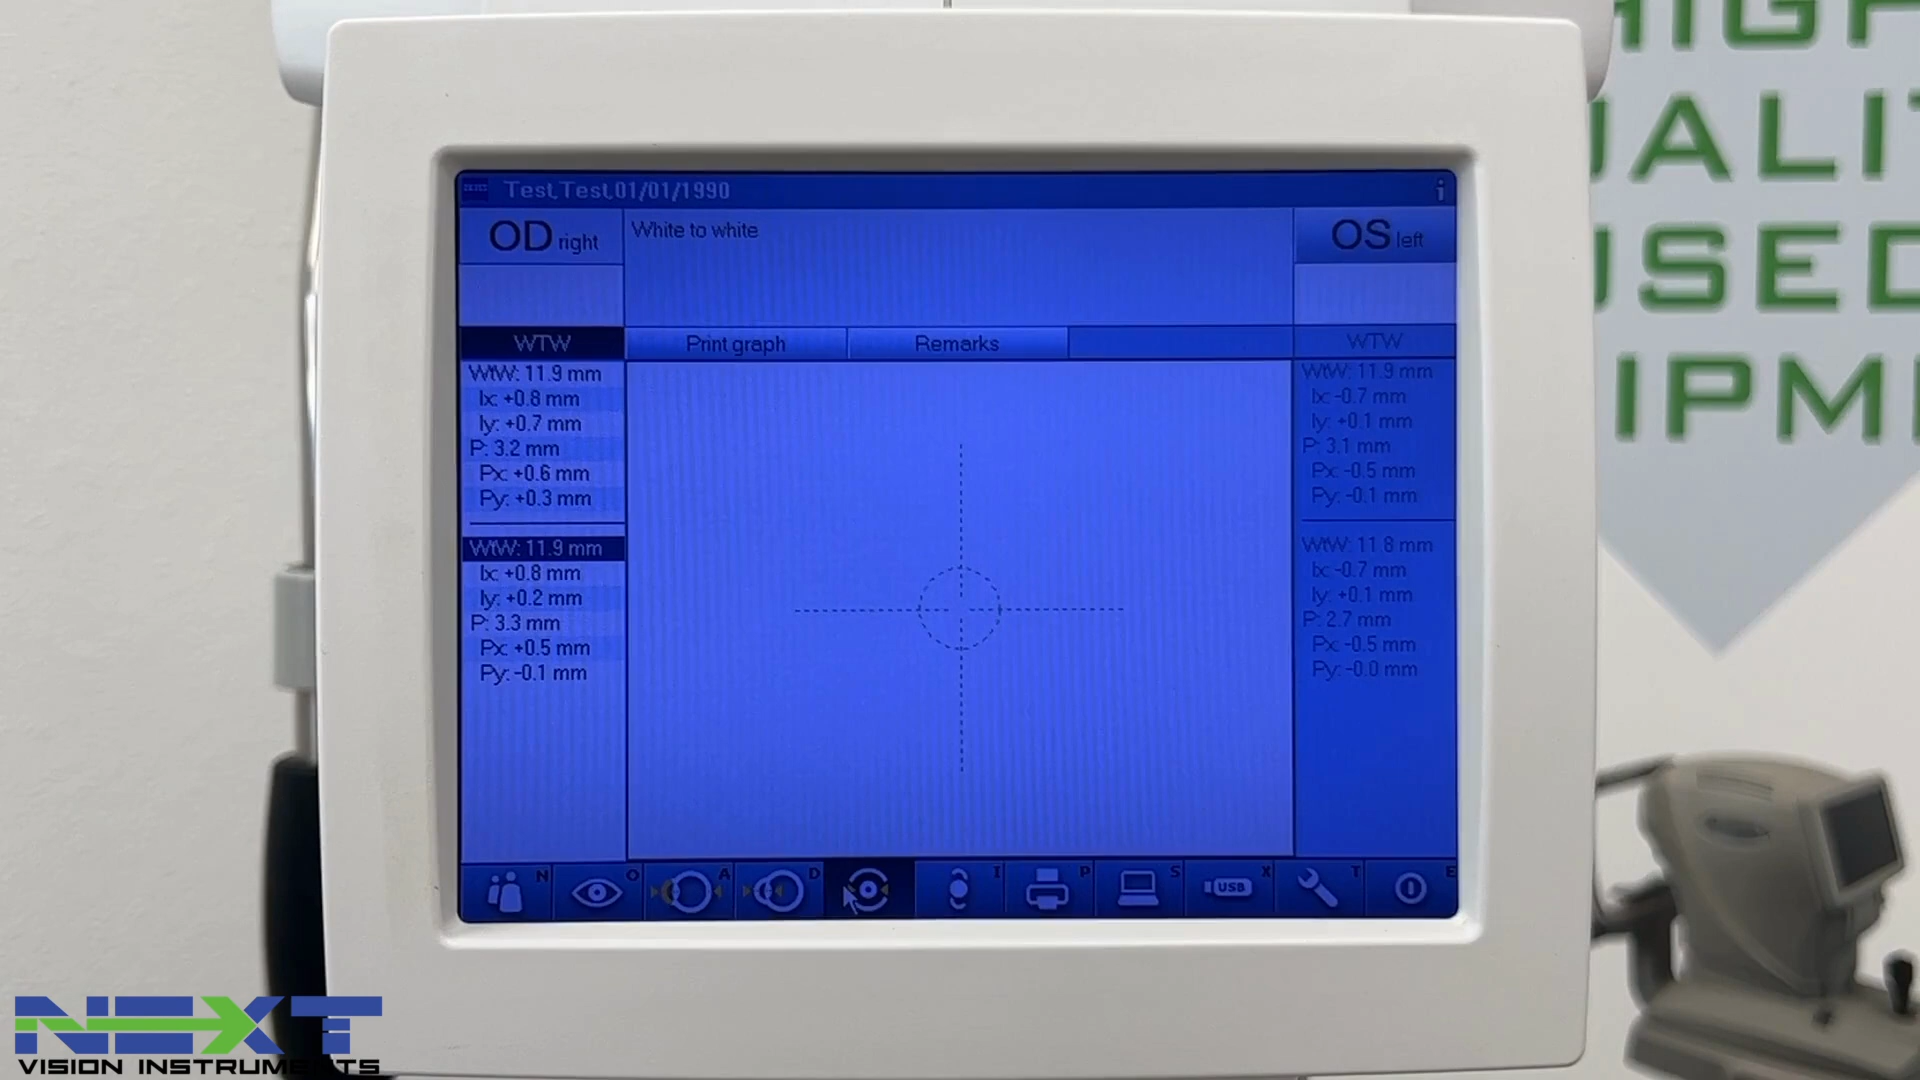 ZEISS Test,Test,01/01/1990 i
OD right
White to white
OS left
WTW
Print graph
Remarks
WTW
WtW: 11.9 mm
Ix: +0.8 mm
Iy: +0.7 mm
P: 3.2 mm
Px: +0.6 mm
Py: +0.3 mm
WtW: 11.9 mm
Ix: +0.8 mm
Iy: +0.2 mm
P: 3.3 mm
Px: +0.5 mm
Py: -0.1 mm
WtW: 11.9 mm
Ix: -0.7 mm
Iy: +0.1 mm
P: 3.1 mm
Px: -0.5 mm
Py: -0.1 mm
WtW: 11.8 mm
Ix: -0.7 mm
Iy: +0.1 mm
P: 2.7 mm
Px: -0.5 mm
Py: -0.0 mm
N O A D I P S USB X T E
HIGH
UALIT
USED
IPM
NEXT
VISION INSTRUMENTS